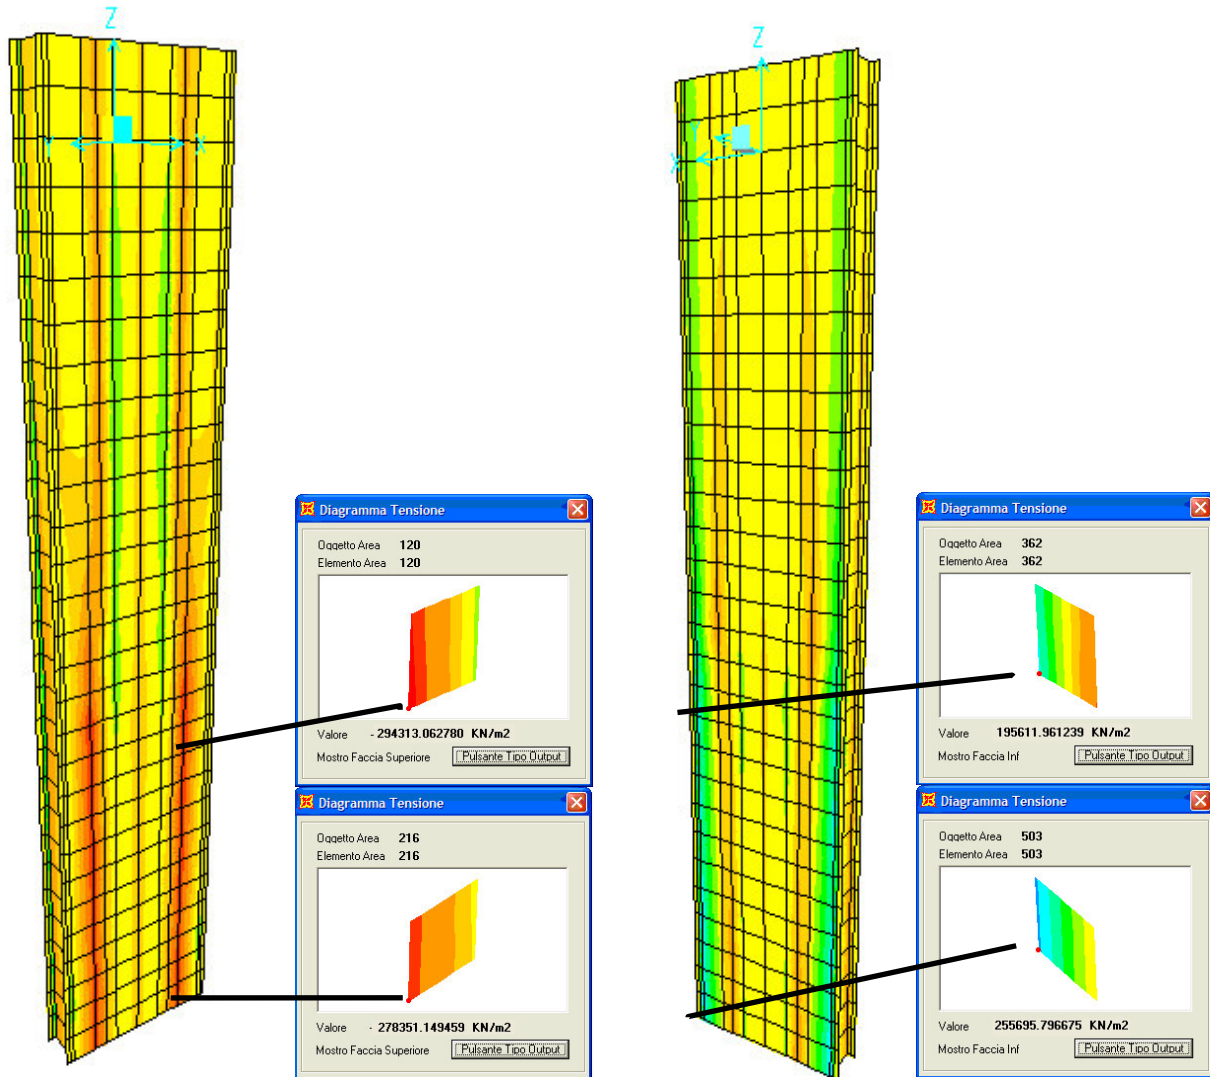 Z
Y
X
Diagramma Tensione
Oggetto Area 120
Elemento Area 120
Valore - 294313.062780 KN/m2
Mostro Faccia Superiore Pulsante Tipo Output
Diagramma Tensione
Oggetto Area 216
Elemento Area 216
Valore - 278351.149459 KN/m2
Mostro Faccia Superiore Pulsante Tipo Output
Z
Y
X
Diagramma Tensione
Oggetto Area 362
Elemento Area 362
Valore 195611.961239 KN/m2
Mostro Faccia Inf Pulsante Tipo Output
Diagramma Tensione
Oggetto Area 503
Elemento Area 503
Valore 255695.796675 KN/m2
Mostro Faccia Inf Pulsante Tipo Output